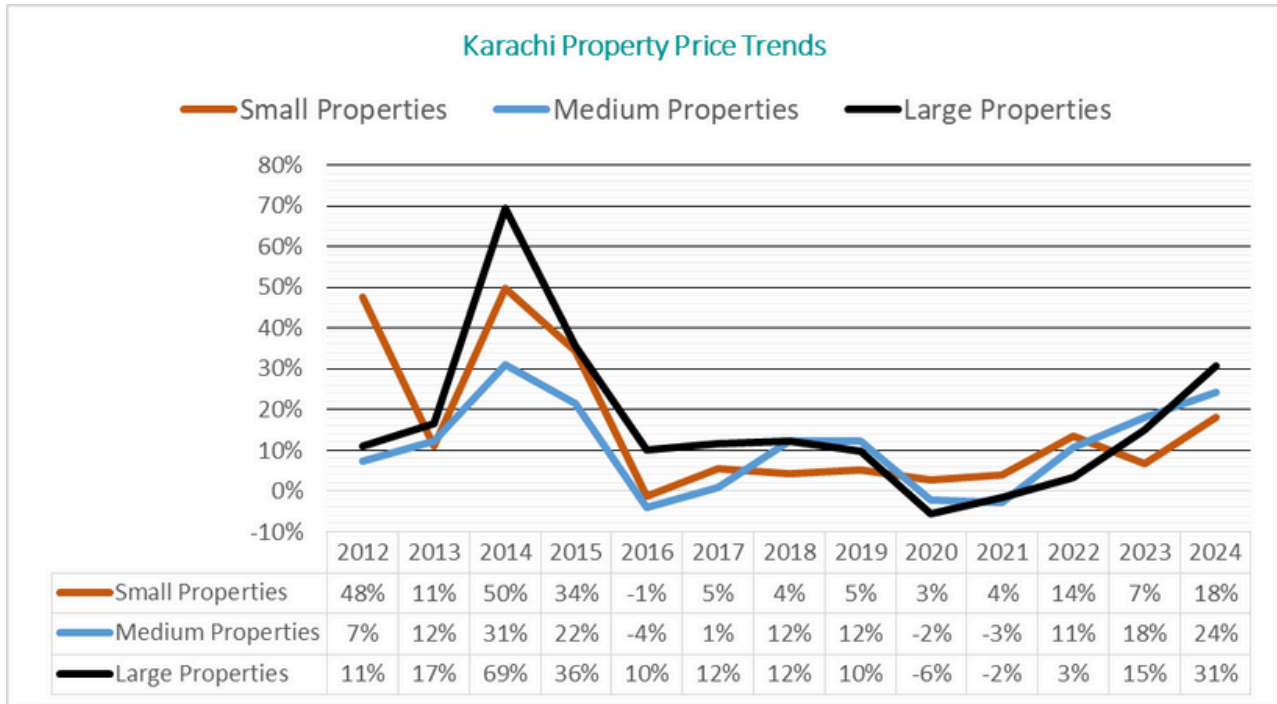 Karachi Property Price Trends
Small Properties Medium Properties Large Properties
80%
70%
60%
50%
40%
30%
20%
10%
0%
-10%
2012 2013 2014 2015 2016 2017 2018 2019 2020 2021 2022 2023 2024
Small Properties 48% 11% 50% 34% -1% 5% 4% 5% 3% 4% 14% 7% 18%
Medium Properties 7% 12% 31% 22% -4% 1% 12% 12% -2% -3% 11% 18% 24%
Large Properties 11% 17% 69% 36% 10% 12% 12% 10% -6% -2% 3% 15% 31%